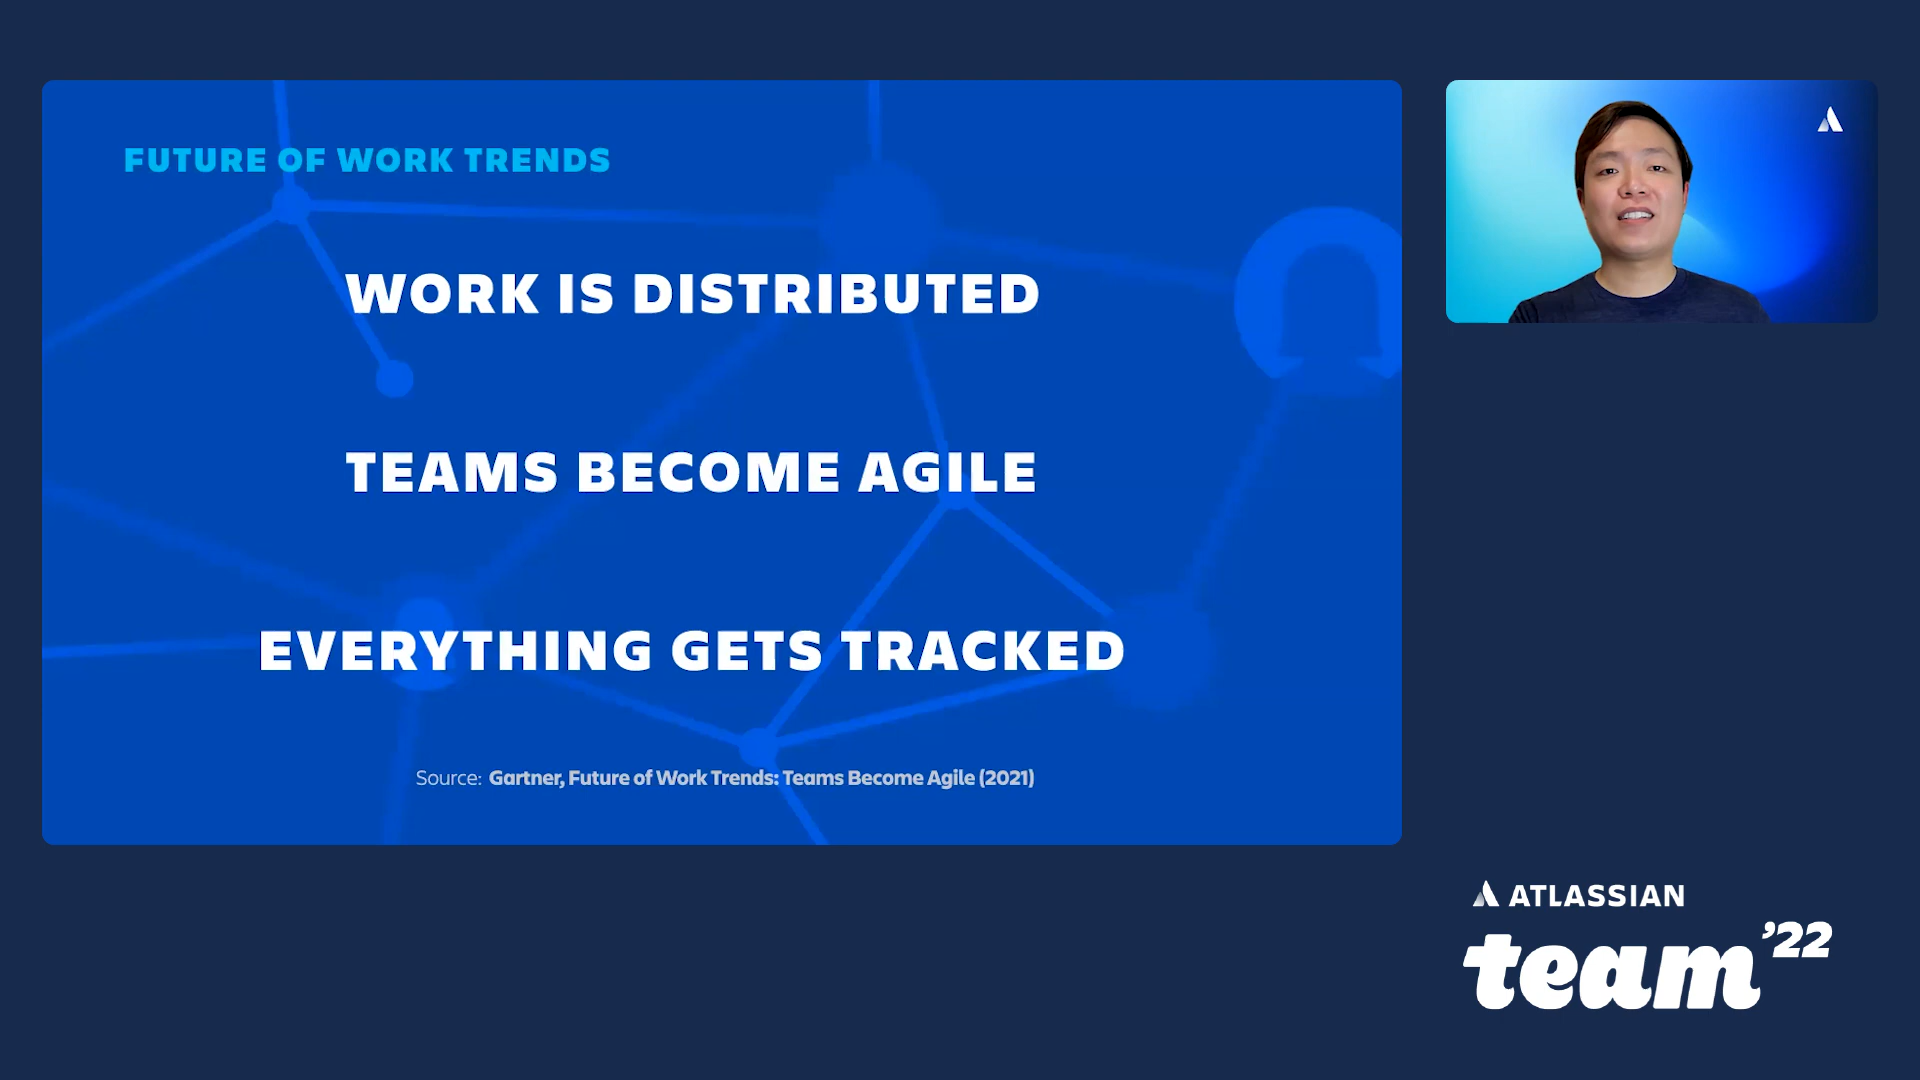 FUTURE OF WORK TRENDS
WORK IS DISTRIBUTED
TEAMS BECOME AGILE
EVERYTHING GETS TRACKED
Source: Gartner, Future of Work Trends: Teams Become Agile (2021)
ATLASSIAN
team ’22